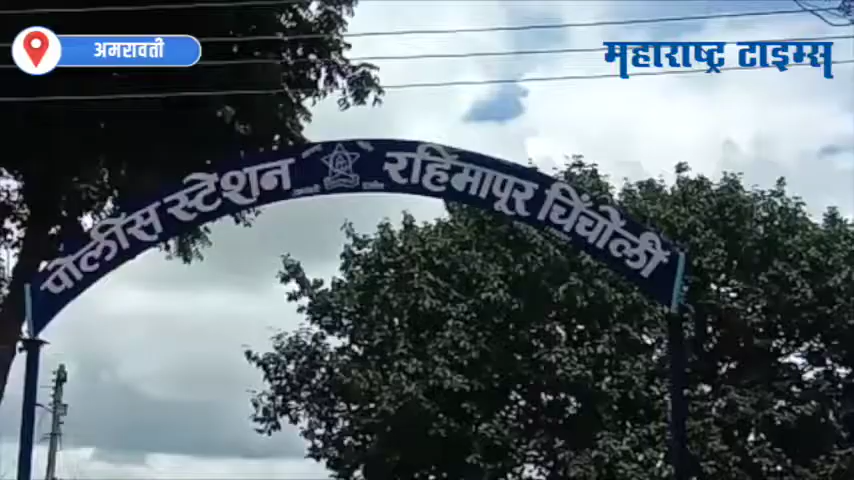 अमरावती
महाराष्ट्र टाइम्स
पोलीस स्टेशन रहिमापूर चिंचोली